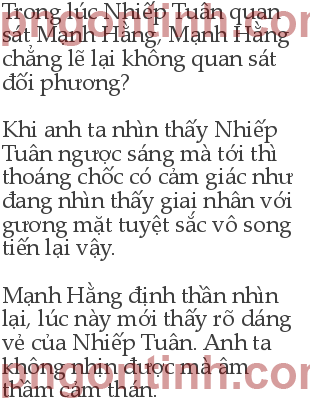 Trong lúc Nhiếp Tuân quan
sát Mạnh Hằng, Mạnh Hằng
chẳng lẽ lại không quan sát
đối phương?
Khi anh ta nhìn thấy Nhiếp
Tuân ngược sáng mà tới thì
thoáng chốc có cảm giác như
đang nhìn thấy giai nhân với
gương mặt tuyệt sắc vô song
tiến lại vậy.
Mạnh Hằng định thần nhìn
lại, lúc này mới thấy rõ dáng
vẻ của Nhiếp Tuân. Anh ta
không nhịn được mà âm
thầm cảm thán.
pngontinh.com
pngontinh.com